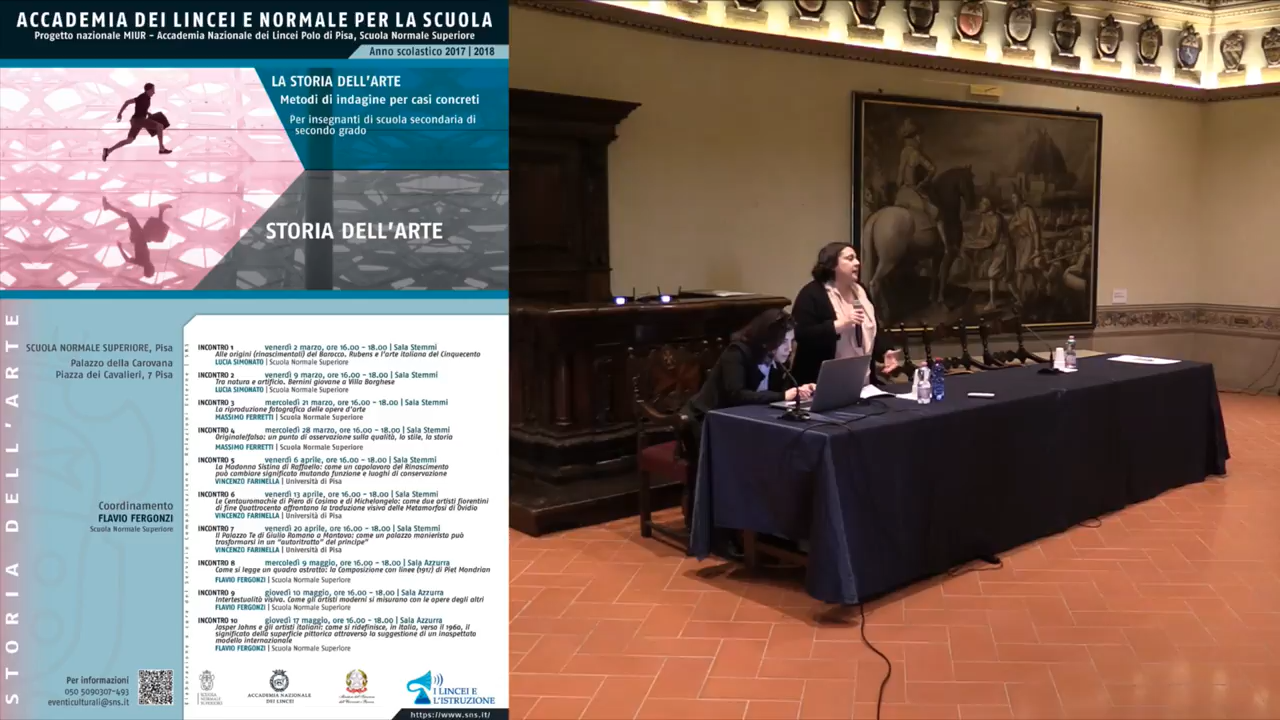 ACCADEMIA DEI LINCEI E NORMALE PER LA SCUOLA
Progetto nazionale MIUR – Accademia Nazionale dei Lincei Polo di Pisa, Scuola Normale Superiore
Anno scolastico 2017 | 2018
LA STORIA DELL'ARTE
Metodi di indagine per casi concreti
Per insegnanti di scuola secondaria di
secondo grado
STORIA DELL'ARTE
STORIA E L'ARTE
SCUOLA NORMALE SUPERIORE, Pisa
Palazzo della Carovana
Piazza dei Cavalieri, 7 Pisa
Coordinamento
FLAVIO FERGONZI
Scuola Normale Superiore
INCONTRO 1 venerdì 2 marzo, ore 16.00 – 18.00 | Sala Stemmi
Alle origini (rinascimentali) del Barocco. Rubens e l'arte italiana del Cinquecento
LUCIA SIMONATO | Scuola Normale Superiore
INCONTRO 2 venerdì 9 marzo, ore 16.00 – 18.00 | Sala Stemmi
Tra natura e artificio. Bernini giovane a Villa Borghese
LUCIA SIMONATO | Scuola Normale Superiore
INCONTRO 3 mercoledì 21 marzo, ore 16.00 – 18.00 | Sala Stemmi
La riproduzione fotografica delle opere d'arte
MASSIMO FERRETTI | Scuola Normale Superiore
INCONTRO 4 mercoledì 28 marzo, ore 16.00 – 18.00 | Sala Stemmi
Originale/falso: un punto di osservazione sulla qualità, lo stile, la storia
MASSIMO FERRETTI | Scuola Normale Superiore
INCONTRO 5 venerdì 6 aprile, ore 16.00 – 18.00 | Sala Stemmi
La Madonna Sistina di Raffaello: come un capolavoro del Rinascimento
può cambiare significato mutando funzione e luoghi di conservazione
VINCENZO FARINELLA | Università di Pisa
INCONTRO 6 venerdì 13 aprile, ore 16.00 – 18.00 | Sala Stemmi
Le Centauromachie di Piero di Cosimo e di Michelangelo: come due artisti fiorentini
di fine Quattrocento affrontano la traduzione visiva delle Metamorfosi di Ovidio
VINCENZO FARINELLA | Università di Pisa
INCONTRO 7 venerdì 20 aprile, ore 16.00 – 18.00 | Sala Stemmi
Il Palazzo Te di Giulio Romano a Mantova: come un palazzo manierista può
trasformarsi in un "autoritratto" del principe"
VINCENZO FARINELLA | Università di Pisa
INCONTRO 8 mercoledì 9 maggio, ore 16.00 – 18.00 | Sala Azzurra
Come si legge un quadro astratto: la Composizione con linee (1917) di Piet Mondrian
FLAVIO FERGONZI | Scuola Normale Superiore
INCONTRO 9 giovedì 10 maggio, ore 16.00 – 18.00 | Sala Azzurra
Intertestualità visiva. Come gli artisti moderni si misurano con le opere degli altri
FLAVIO FERGONZI | Scuola Normale Superiore
INCONTRO 10 giovedì 17 maggio, ore 16.00 – 18.00 | Sala Azzurra
Jasper Johns e gli artisti italiani: come si ridefinisce, in Italia, verso il 1960, il
significato della superficie pittorica attraverso la suggestione di un inaspettato
modello internazionale
FLAVIO FERGONZI | Scuola Normale Superiore
Per informazioni
050 5090307-493
eventiculturali@sns.it
SCUOLA
NORMALE
SUPERIORE
ACCADEMIA NAZIONALE
DEI LINCEI
I LINCEI E
L'ISTRUZIONE
https://www.sns.it/